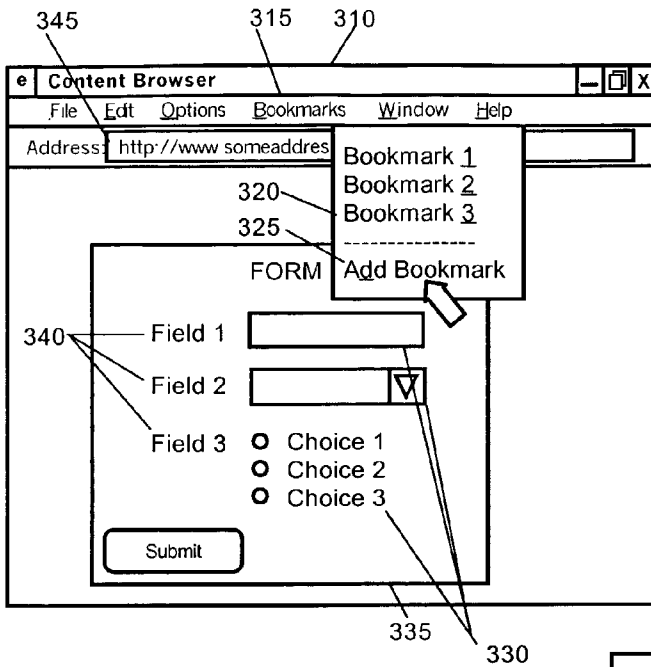 345 315 310
e Content Browser X
File Edit Options Bookmarks Window Help
Address: http://www someaddres
Bookmark 1
Bookmark 2
320 Bookmark 3
325 --------------
FORM Add Bookmark
340 Field 1
Field 2
Field 3 Choice 1
Choice 2
Choice 3
Submit
335
330